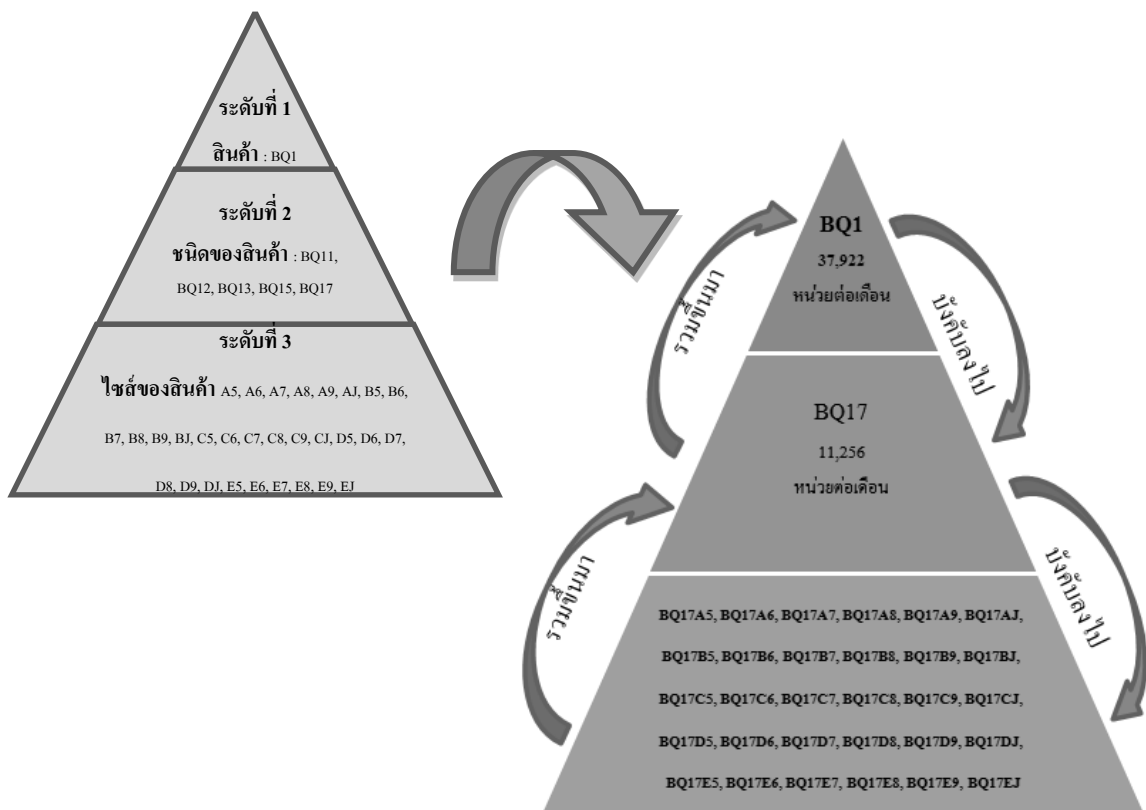 ระดับที่ 1
สินค้า : BQ1
ระดับที่ 2
ชนิดของสินค้า : BQ11,
BQ12, BQ13, BQ15, BQ17
ระดับที่ 3
ไซส์ของสินค้า A5, A6, A7, A8, A9, AJ, B5, B6,
B7, B8, B9, BJ, C5, C6, C7, C8, C9, CJ, D5, D6, D7,
D8, D9, DJ, E5, E6, E7, E8, E9, EJ
BQ1
37,922
หน่วยต่อเดือน
รวมขึ้นมา
บังคับลงไป
BQ17
11,256
หน่วยต่อเดือน
รวมขึ้นมา
บังคับลงไป
BQ17A5, BQ17A6, BQ17A7, BQ17A8, BQ17A9, BQ17AJ,
BQ17B5, BQ17B6, BQ17B7, BQ17B8, BQ17B9, BQ17BJ,
BQ17C5, BQ17C6, BQ17C7, BQ17C8, BQ17C9, BQ17CJ,
BQ17D5, BQ17D6, BQ17D7, BQ17D8, BQ17D9, BQ17DJ,
BQ17E5, BQ17E6, BQ17E7, BQ17E8, BQ17E9, BQ17EJ